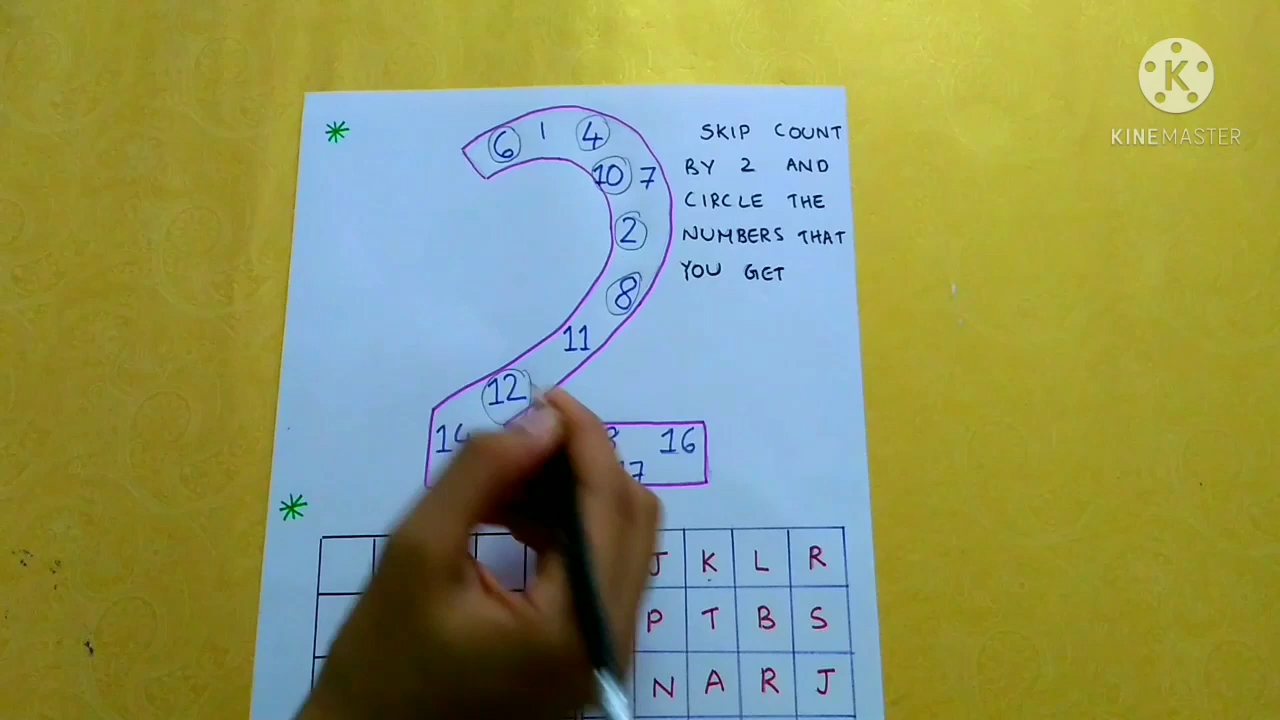 6 1 4
10 7
2
8
11
12
14 16
SKIP COUNT
BY 2 AND
CIRCLE THE
NUMBERS THAT
YOU GET
J K L R
P T B S
N A R J
K
KINEMASTER